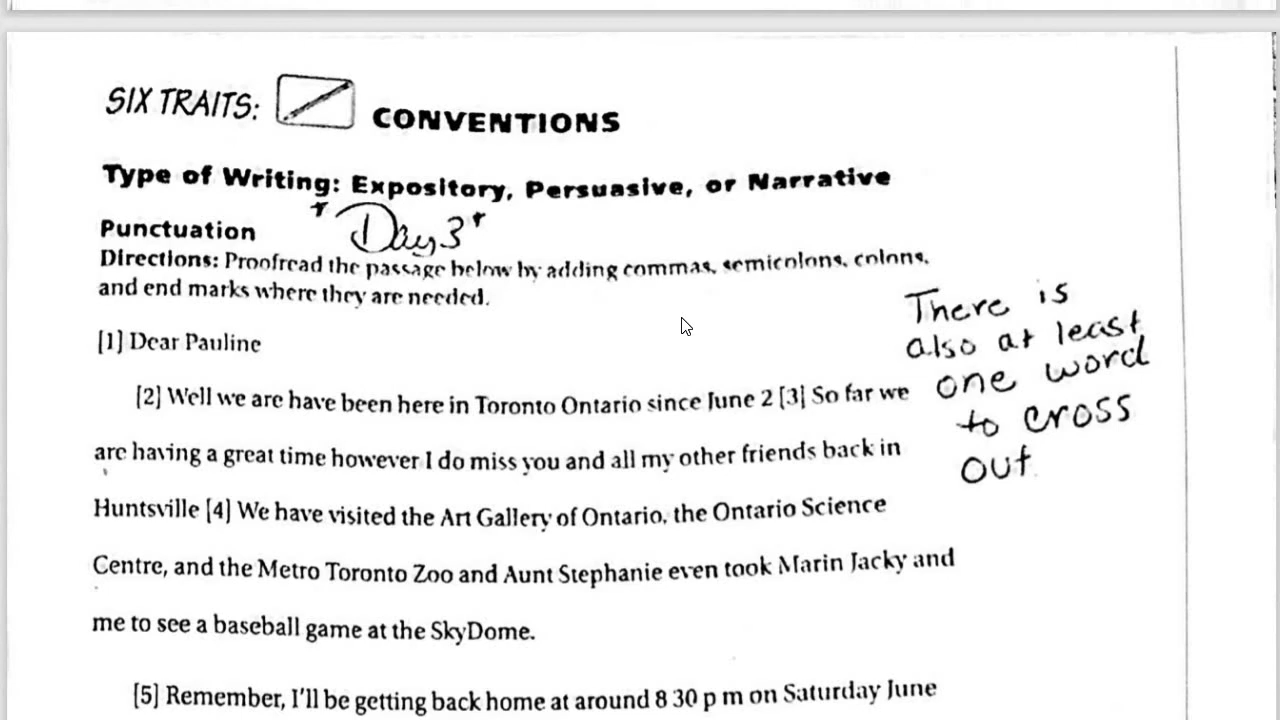 SIX TRAITS:
CONVENTIONS
Type of Writing: Expository, Persuasive, or Narrative
Punctuation
Day 3
Directions: Proofread the passage below by adding commas, semicolons, colons,
and end marks where they are needed.
There is
also at least
one word
to cross
out
[1] Dear Pauline
[2] Well we are have been here in Toronto Ontario since June 2 [3] So far we
are having a great time however I do miss you and all my other friends back in
Huntsville [4] We have visited the Art Gallery of Ontario, the Ontario Science
Centre, and the Metro Toronto Zoo and Aunt Stephanie even took Marin Jacky and
me to see a baseball game at the SkyDome.
[5] Remember, I'll be getting back home at around 8 30 p m on Saturday June